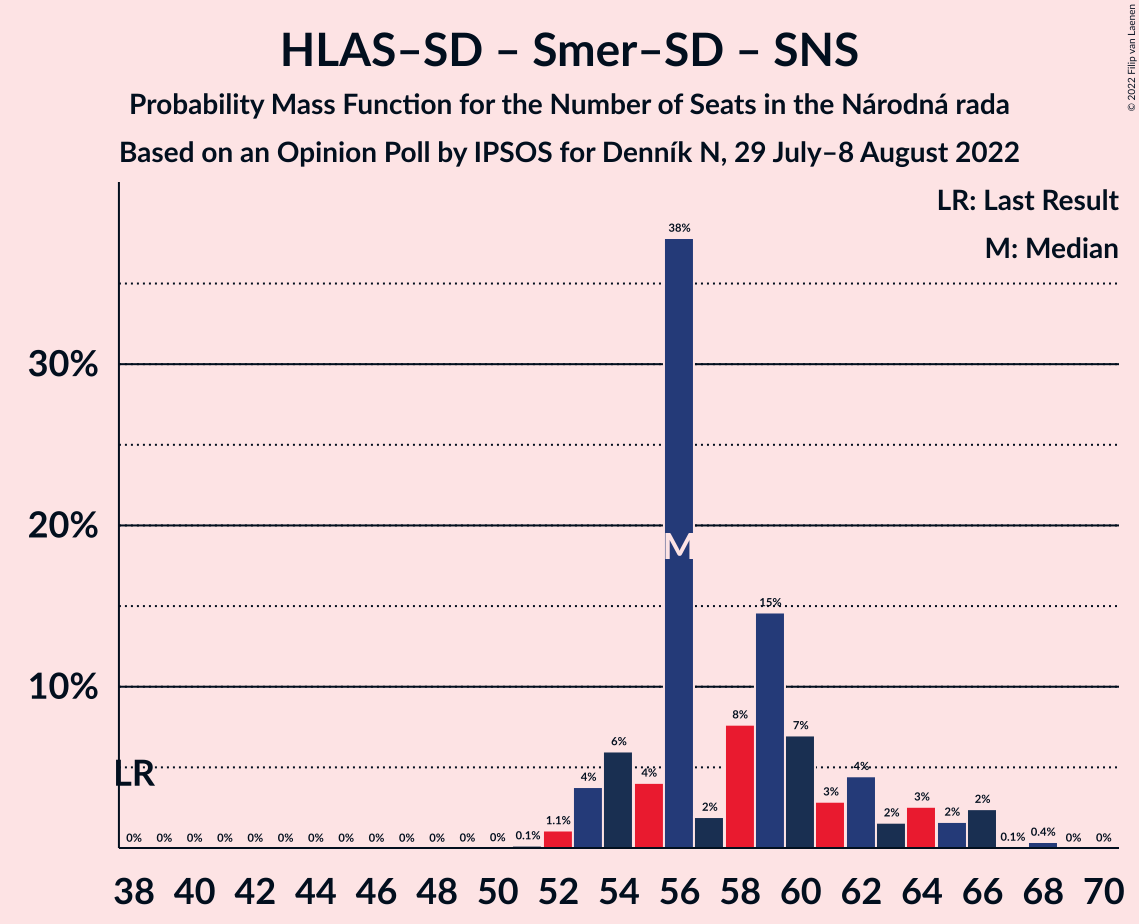 HLAS–SD – Smer–SD – SNS
Probability Mass Function for the Number of Seats in the Národná rada
Based on an Opinion Poll by IPSOS for Denník N, 29 July–8 August 2022
© 2022 Filip van Laenen
LR: Last Result
M: Median
38%
30%
20%
M
15%
10%
8%
7%
6%
LR
4% 4% 4%
3% 3%
2% 2% 2% 2%
1.1%
0% 0% 0% 0% 0% 0% 0% 0% 0% 0% 0% 0% 0% 0.1% 0.1% 0.4% 0% 0%
38 40 42 44 46 48 50 52 54 56 58 60 62 64 66 68 70